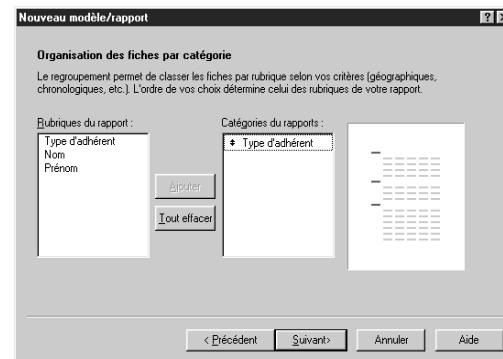 Nouveau modèle/rapport
Organisation des fiches par catégorie
Le regroupement permet de classer les fiches par rubrique selon vos critères (géographiques,
chronologiques, etc.). L'ordre de vos choix détermine celui des rubriques de votre rapport.
Rubriques du rapport :
Catégories du rapports :
Type d'adhérent
Nom
Prénom
Type d'adhérent
Ajouter
Tout effacer
< Précédent
Suivant>
Annuler
Aide